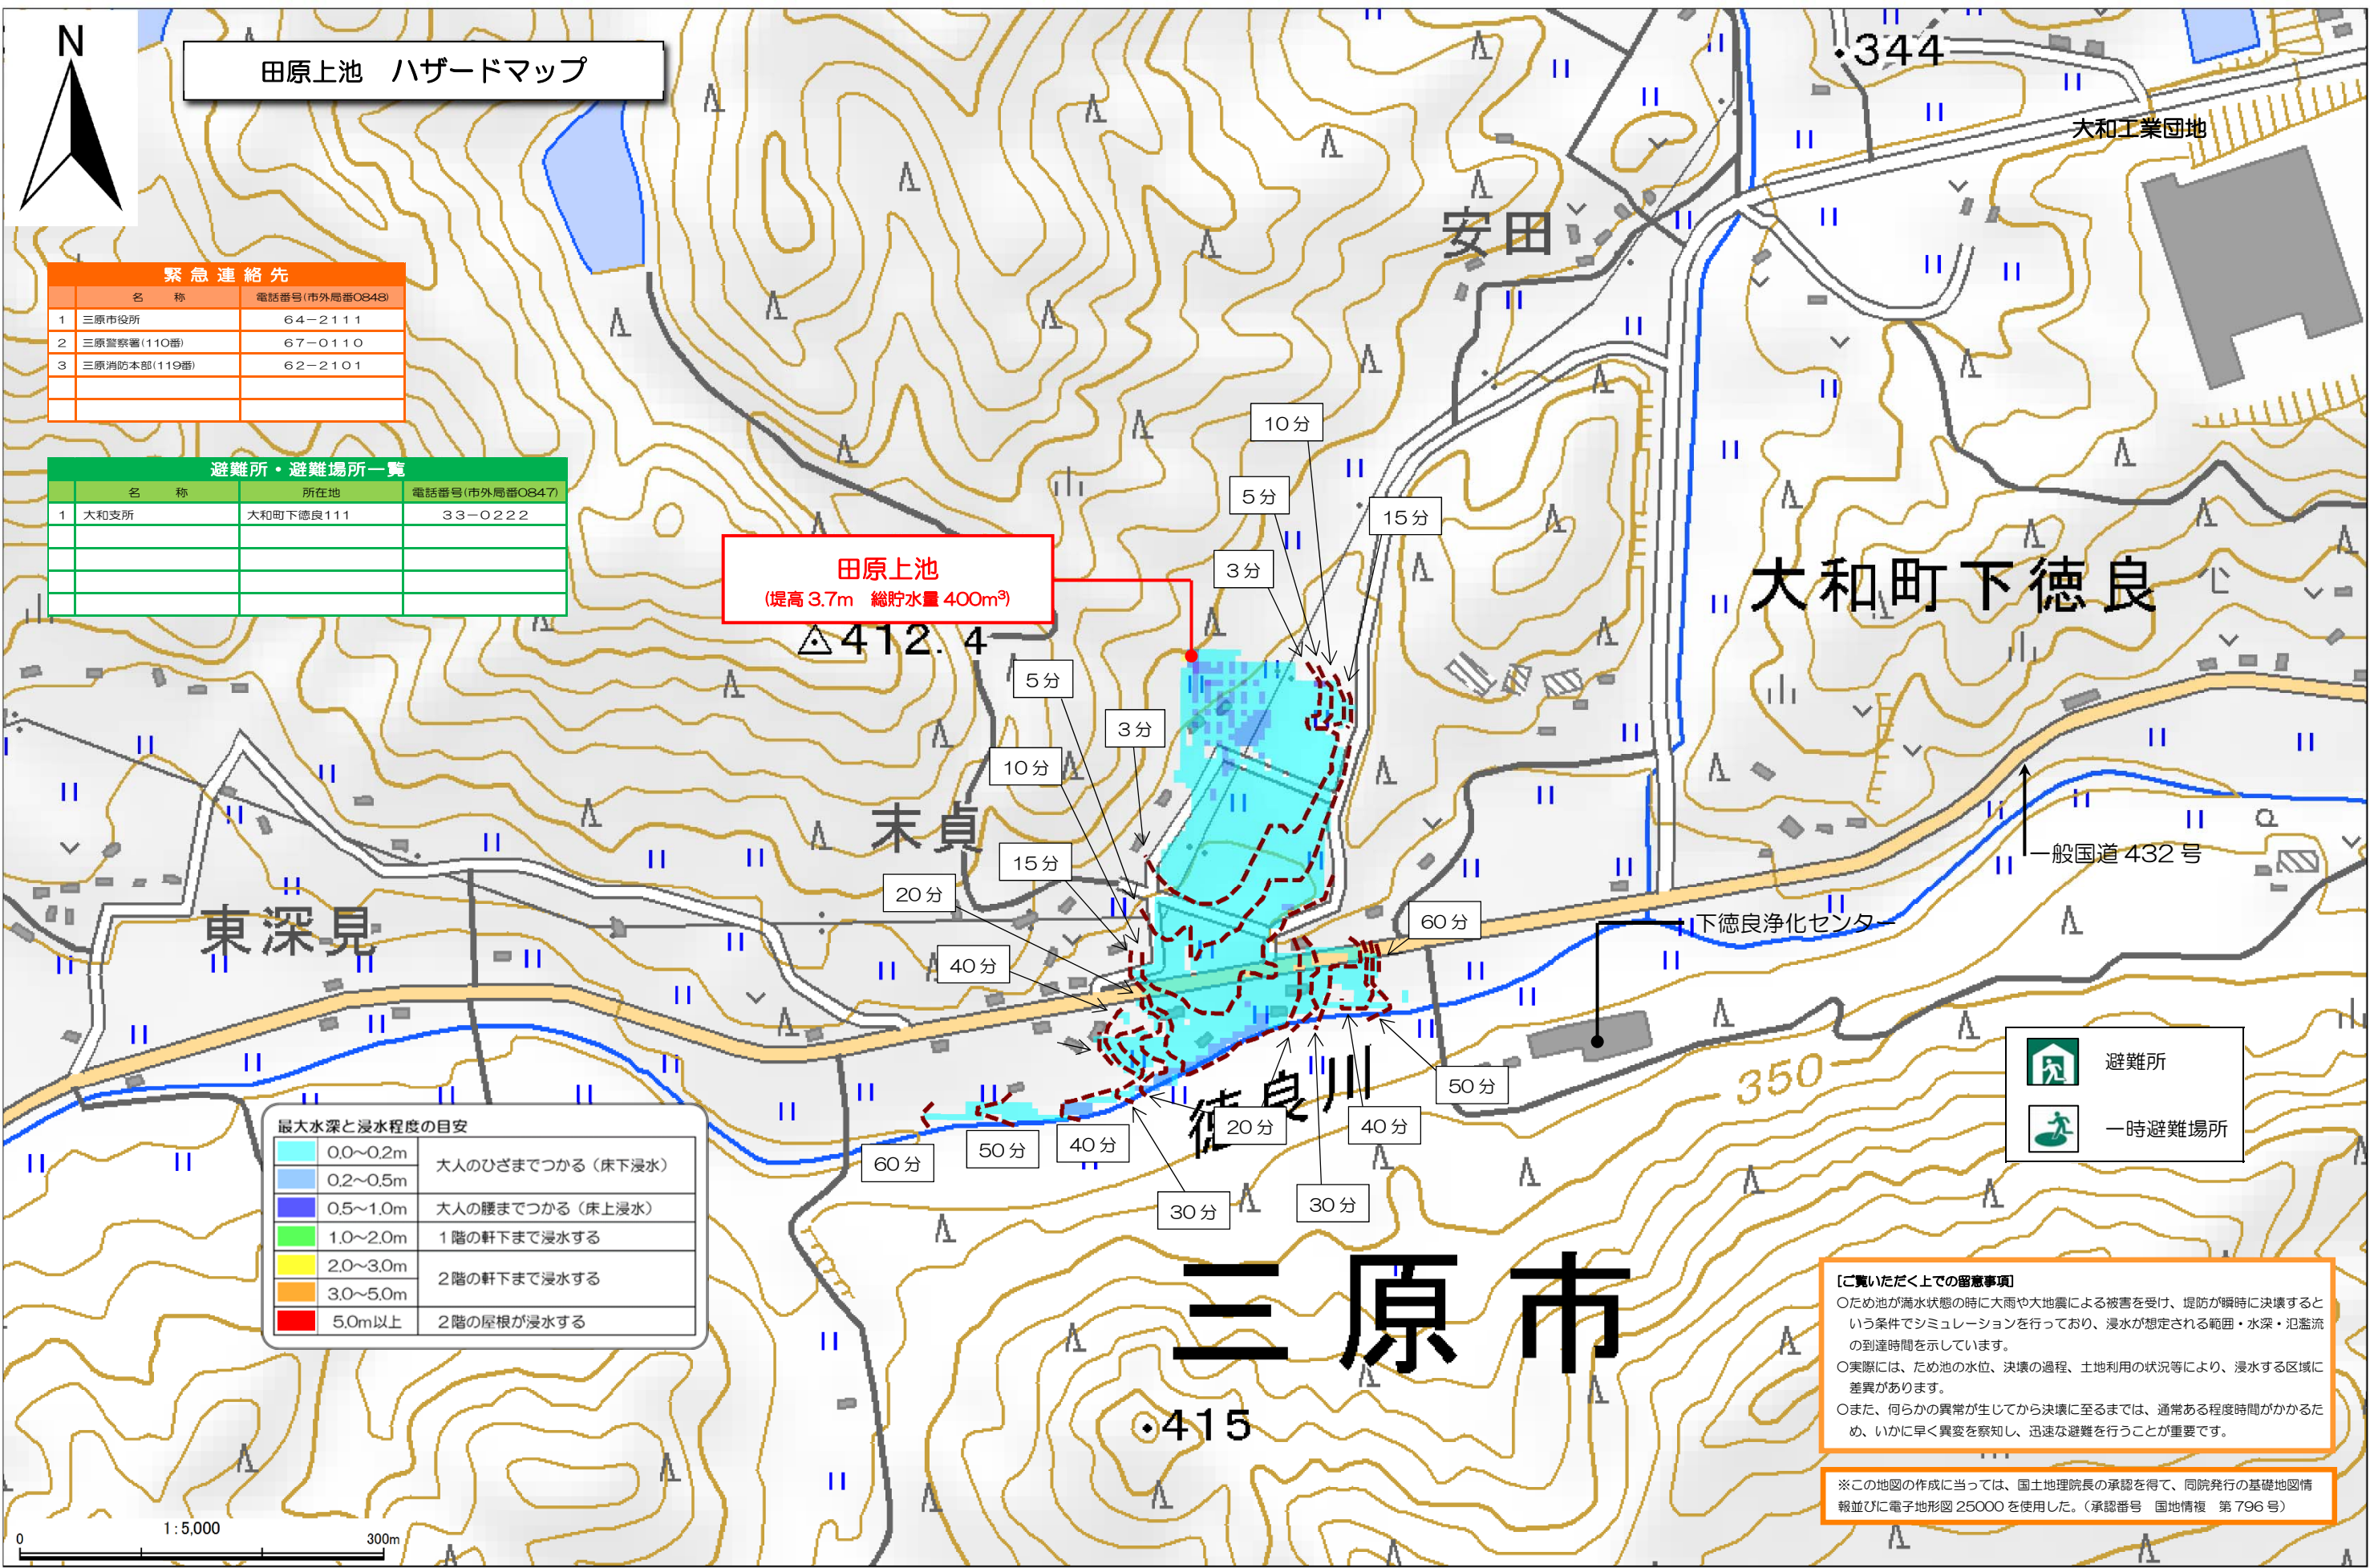 N
田原上池 ハザードマップ
・344
大和工業団地
安田
緊急連絡先
名 称 電話番号(市外局番0848)
1 三原市役所 64-2111
2 三原警察署(110番) 67-0110
3 三原消防本部(119番) 62-2101
避難所・避難場所一覧
名 称 所在地 電話番号(市外局番0847)
1 大和支所 大和町下徳良111 33-0222
10分
5分
15分
3分
田原上池
(堤高 3.7m 総貯水量 400m³)
412.4
大和町下徳良
5分
3分
10分
末貞
15分
20分
40分
東深見
60分
一般国道 432 号
下徳良浄化センター
350
50分
徳良川
20分
40分
40分
50分
60分
30分
30分
避難所
一時避難場所
最大水深と浸水程度の目安
0.0〜0.2m 大人のひざまでつかる（床下浸水）
0.2〜0.5m
0.5〜1.0m 大人の腰までつかる（床上浸水）
1.0〜2.0m 1階の軒下まで浸水する
2.0〜3.0m 2階の軒下まで浸水する
3.0〜5.0m
5.0m以上 2階の屋根が浸水する
三原市
・415
[ご覧いただく上での留意事項]
○ため池が満水状態の時に大雨や大地震による被害を受け、堤防が瞬時に決壊すると
いう条件でシミュレーションを行っており、浸水が想定される範囲・水深・氾濫流
の到達時間を示しています。
○実際には、ため池の水位、決壊の過程、土地利用の状況等により、浸水する区域に
差異があります。
○また、何らかの異常が生じてから決壊に至るまでは、通常ある程度時間がかかるた
め、いかに早く異変を察知し、迅速な避難を行うことが重要です。
※この地図の作成に当っては、国土地理院長の承認を得て、同院発行の基礎地図情
報並びに電子地形図 25000 を使用した。（承認番号 国地情複 第 796 号）
1:5,000
0 300m